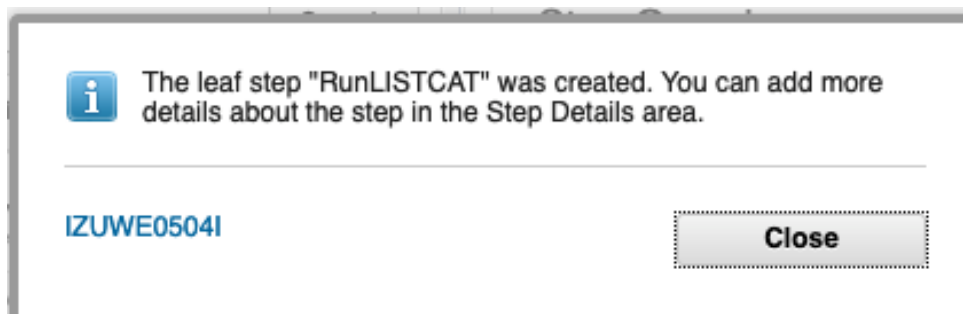 The leaf step "RunLISTCAT" was created. You can add more
details about the step in the Step Details area.
IZUWE0504I
Close